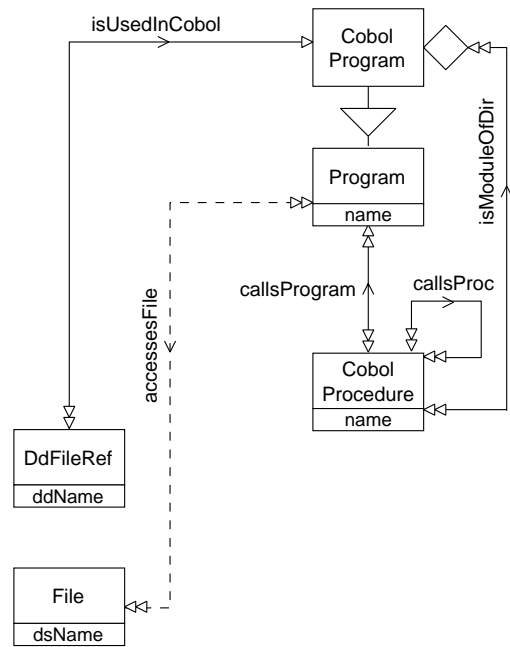 isUsedInCobol
Cobol
Program
isModuleOfDir
Program
name
accessesFile
callsProgram
callsProc
Cobol
Procedure
name
DdFileRef
ddName
File
dsName